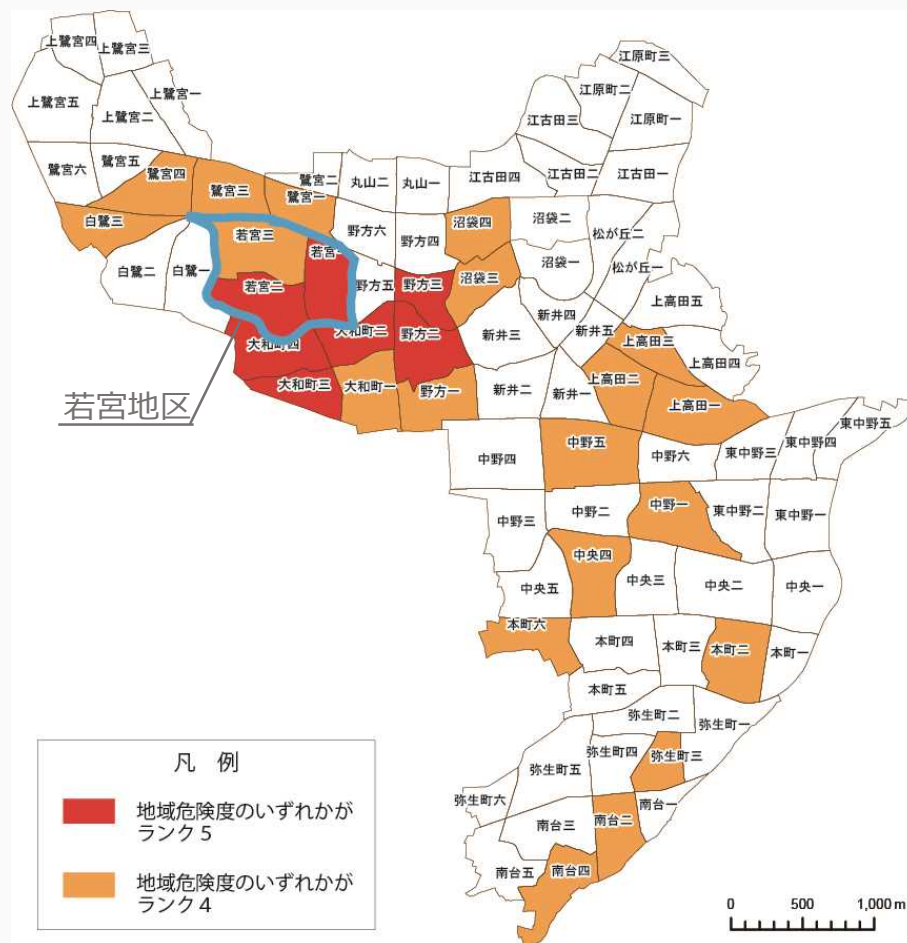 上鷺宮四
上鷺宮三
上鷺宮五
上鷺宮二
上鷺宮一
江原町三
江原町二
江原町一
江古田三
鷺宮六
鷺宮五
鷺宮四
鷺宮三
鷺宮二
鷺宮一
丸山二
丸山一
江古田四
江古田二
江古田一
白鷺三
白鷺二
白鷺一
若宮三
若宮一
若宮二
野方六
野方四
野方五
野方三
野方二
野方一
沼袋四
沼袋二
沼袋三
沼袋一
松が丘二
松が丘一
大和町四
大和町二
大和町三
大和町一
若宮地区
新井三
新井四
新井五
新井二
新井一
上高田五
上高田三
上高田四
上高田二
上高田一
中野四
中野五
中野六
東中野三
東中野四
東中野五
中野三
中野二
中野一
東中野二
東中野一
中央五
中央四
中央三
中央二
中央一
本町六
本町四
本町三
本町二
本町一
本町五
弥生町二
弥生町一
弥生町五
弥生町四
弥生町三
弥生町六
南台三
南台二
南台一
南台五
南台四
凡 例
地域危険度のいずれかが
ランク5
地域危険度のいずれかが
ランク4
0 500 1,000 m